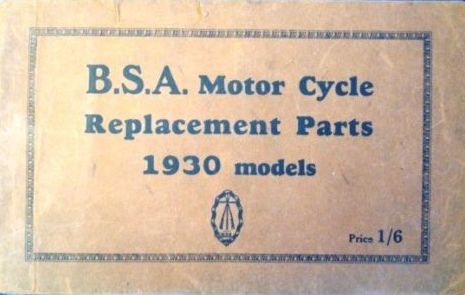 B.S.A. Motor Cycle
Replacement Parts
1930 models
Price 1/6